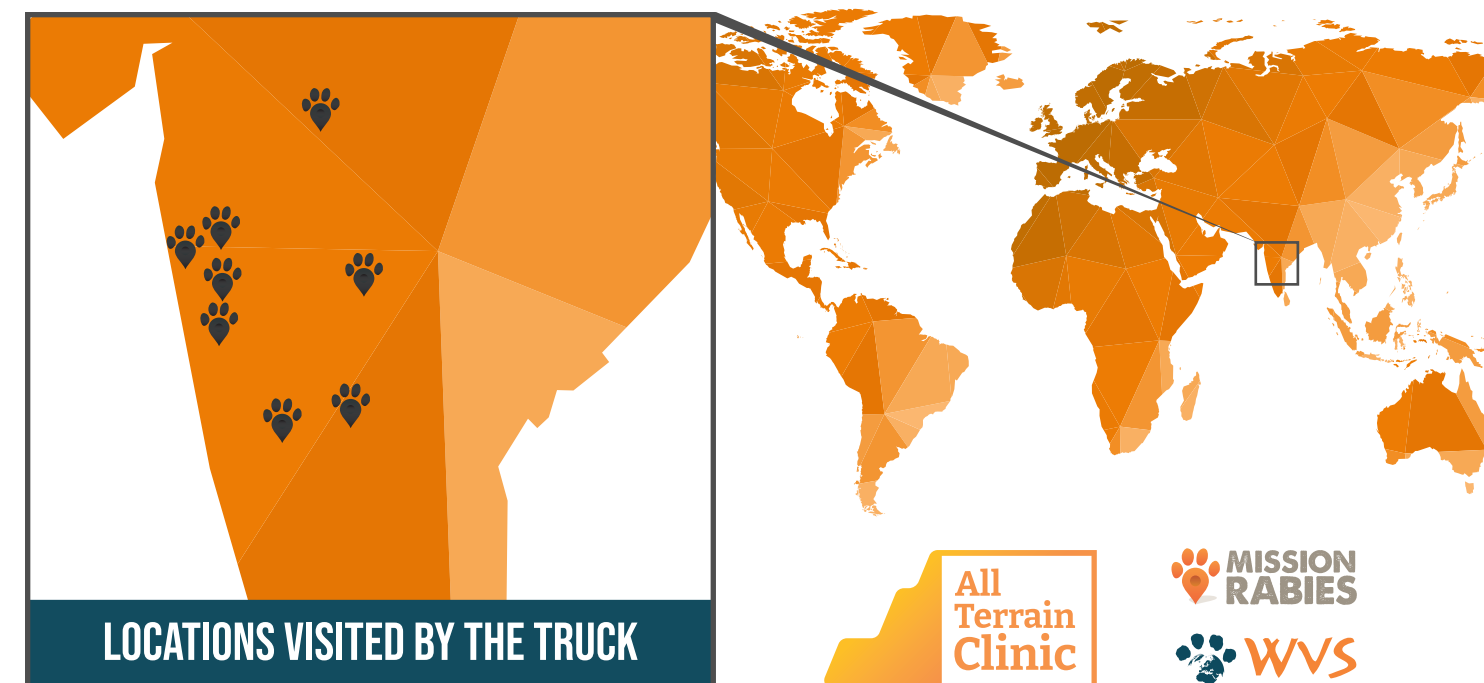 LOCATIONS VISITED BY THE TRUCK
All
Terrain
Clinic
MISSION
RABIES
WVS